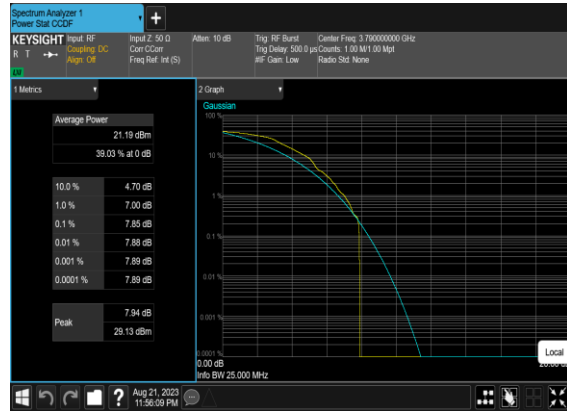 Spectrum Analyzer 1
Power Stat CCDF
KEYSIGHT
R T
Input: RF
Coupling: DC
Align: Off
Input Z: 50 Ω
Corr CCorr
Freq Ref: Int (S)
Atten: 10 dB
Trig: RF Burst
Trig Delay: 500.0 µs
#IF Gain: Low
Center Freq: 3.790000000 GHz
Counts: 1.00 M/1.00 Mpt
Radio Std: None
1 Metrics
Average Power
21.19 dBm
39.03 % at 0 dB
10.0 % 4.70 dB
1.0 % 7.00 dB
0.1 % 7.85 dB
0.01 % 7.88 dB
0.001 % 7.89 dB
0.0001 % 7.89 dB
Peak
7.94 dB
29.13 dBm
2 Graph
Gaussian
100 %
10 %
1 %
0.1 %
0.01 %
0.001 %
0.0001 %
0.00 dB
Info BW 25.000 MHz
Local
?
Aug 21, 2023
11:56:09 PM